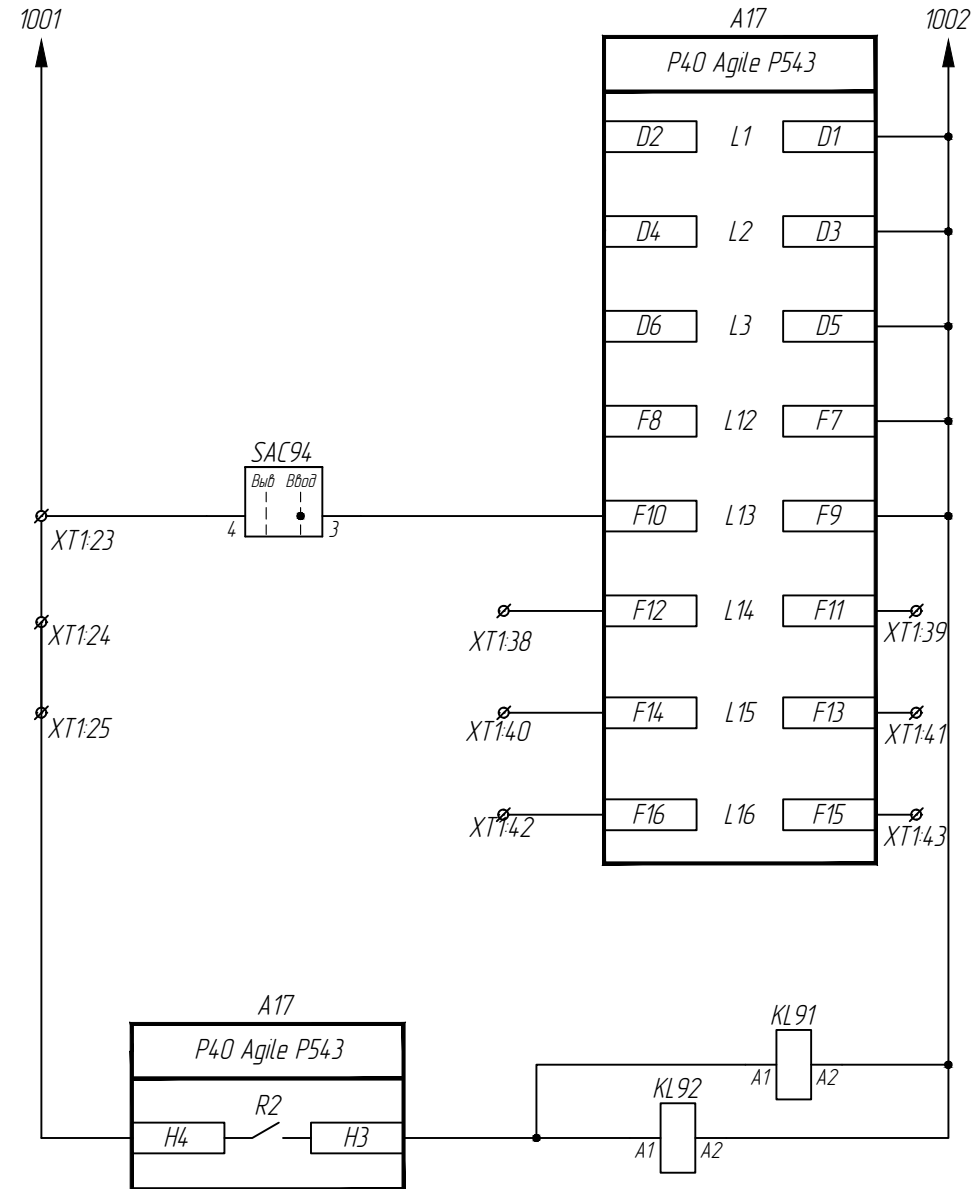 1001
A17
1002
P40 Agile P543
D2 L1 D1
D4 L2 D3
D6 L3 D5
F8 L12 F7
SAC94
Выв Ввод
4 3
F10 L13 F9
XT1:23
F12 L14 F11
XT1:24
XT1:38
XT1:39
F14 L15 F13
XT1:25
XT1:40
XT1:41
F16 L16 F15
XT1:42
XT1:43
A17
KL91
P40 Agile P543
A1 A2
KL92
R2
H4 H3
A1 A2